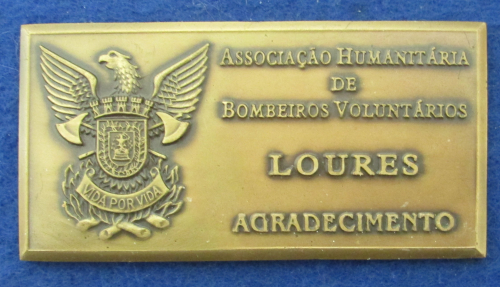 ASSOCIAÇÃO HUMANITÁRIA
DE
BOMBEIROS VOLUNTÁRIOS
LOURES
AGRADECIMENTO
VIDA POR VIDA